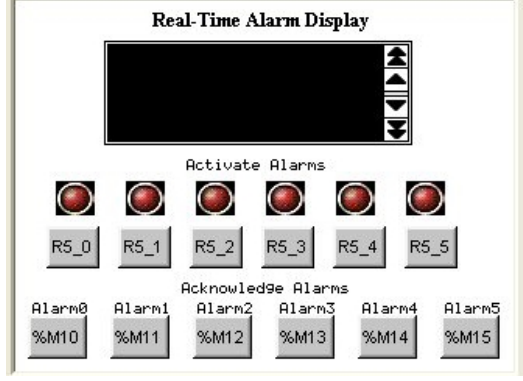 Real-Time Alarm Display
Activate Alarms
R5_0 R5_1 R5_2 R5_3 R5_4 R5_5
Acknowledge Alarms
Alarm0 Alarm1 Alarm2 Alarm3 Alarm4 Alarm5
%M10 %M11 %M12 %M13 %M14 %M15